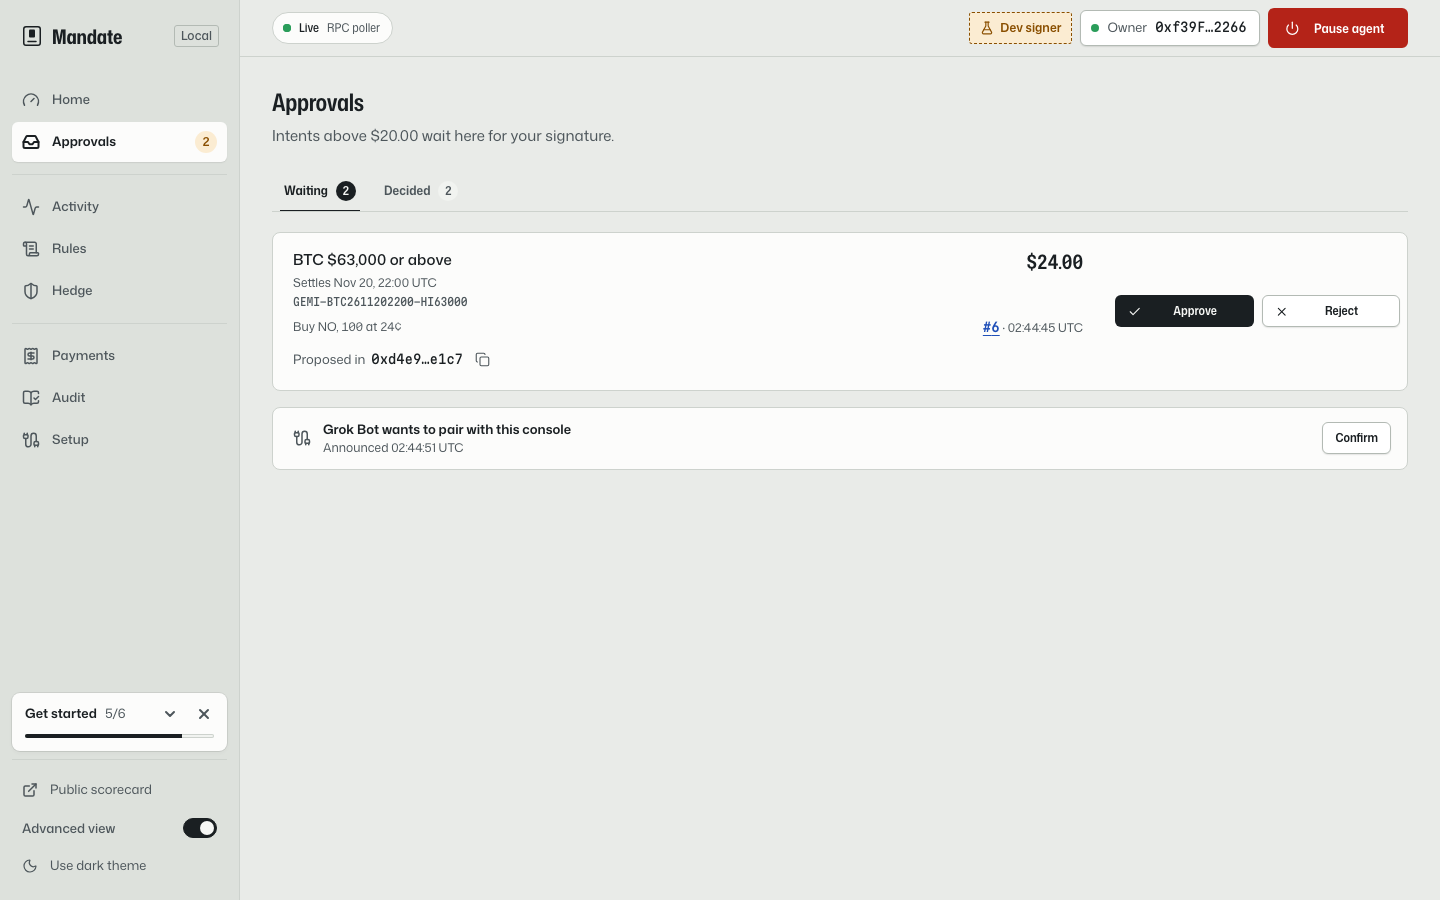 Mandate
Local
Home
Approvals
2
Activity
Rules
Hedge
Payments
Audit
Setup
Get started 5/6
Public scorecard
Advanced view
Use dark theme
Live RPC poller
Dev signer
Owner 0xf39F…2266
Pause agent
Approvals
Intents above $20.00 wait here for your signature.
Waiting 2
Decided 2
BTC $63,000 or above
$24.00
Settles Nov 20, 22:00 UTC
GEMI-BTC2611202200-HI63000
Buy NO, 100 at 24¢
#6 · 02:44:45 UTC
Approve
Reject
Proposed in 0xd4e9…e1c7
Grok Bot wants to pair with this console
Announced 02:44:51 UTC
Confirm